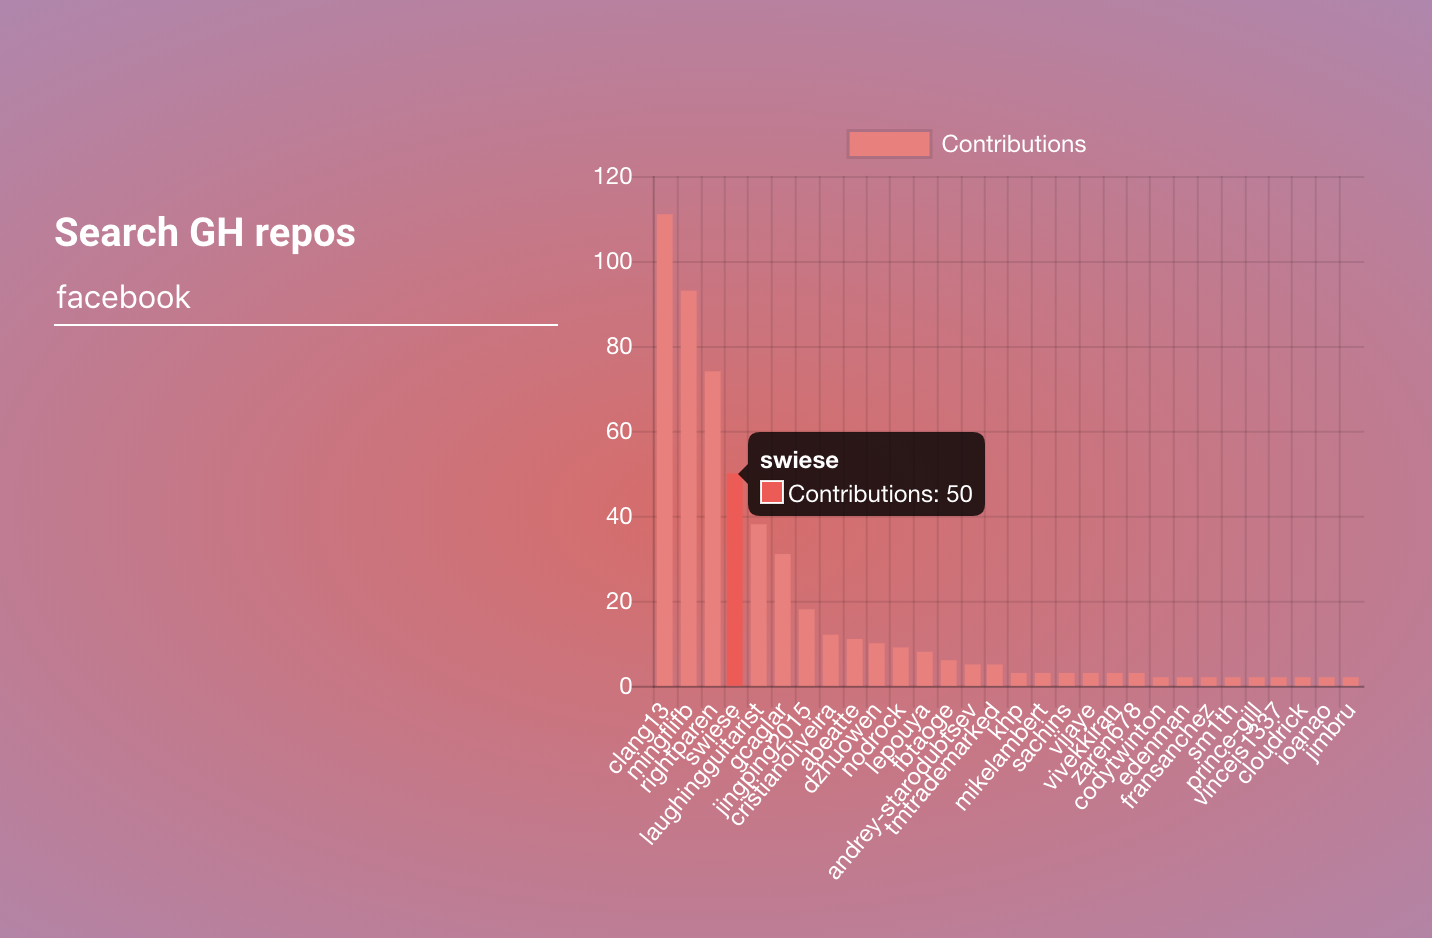 Search GH repos
facebook
Contributions
120
100
80
60
40
20
0
swiese
Contributions: 50
clang13
mingflifb
rightparen
swiese
laughingguitarist
gcaglar
jingping2015
cristianoliveira
abeatte
dzhuowen
nodrock
lepouya
fbtaoge
andrey-starodubtsev
tmtrademarked
khp
mikelambert
sachins
vijaye
vivekkiran
zaren678
codytwinton
edenman
fransanchez
sm1th
prince-gill
vincejs1337
cloudrick
ioanao
jimbru